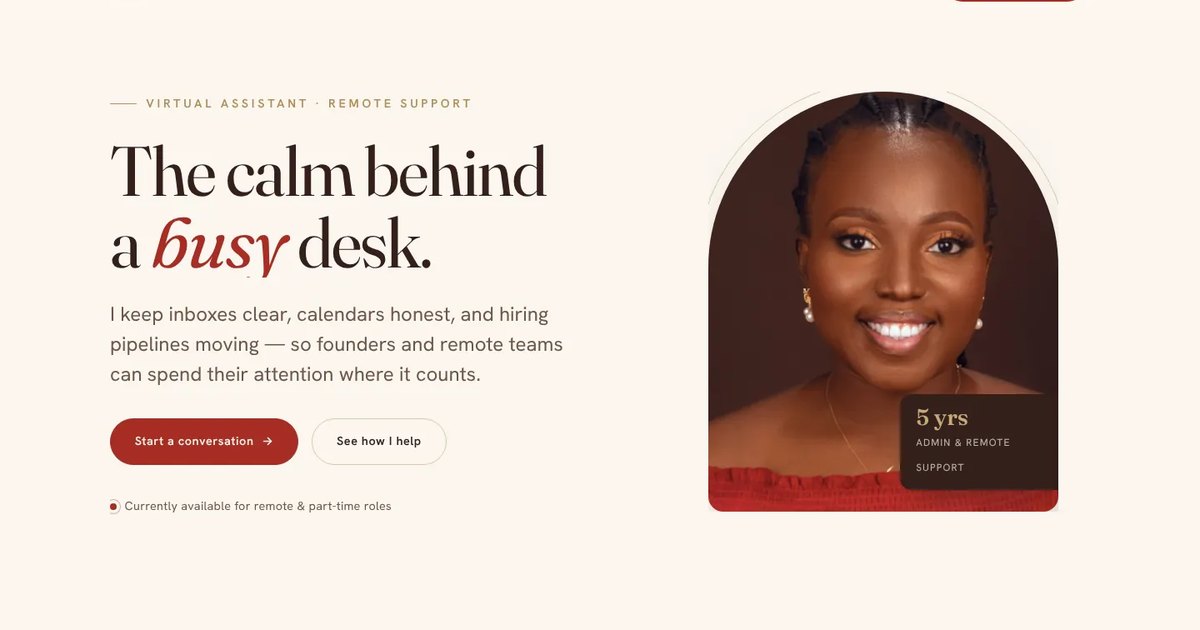 VIRTUAL ASSISTANT · REMOTE SUPPORT
The calm behind
a busy desk.
I keep inboxes clear, calendars honest, and hiring
pipelines moving — so founders and remote teams
can spend their attention where it counts.
Start a conversation →
See how I help
Currently available for remote & part-time roles
5 yrs
ADMIN & REMOTE
SUPPORT